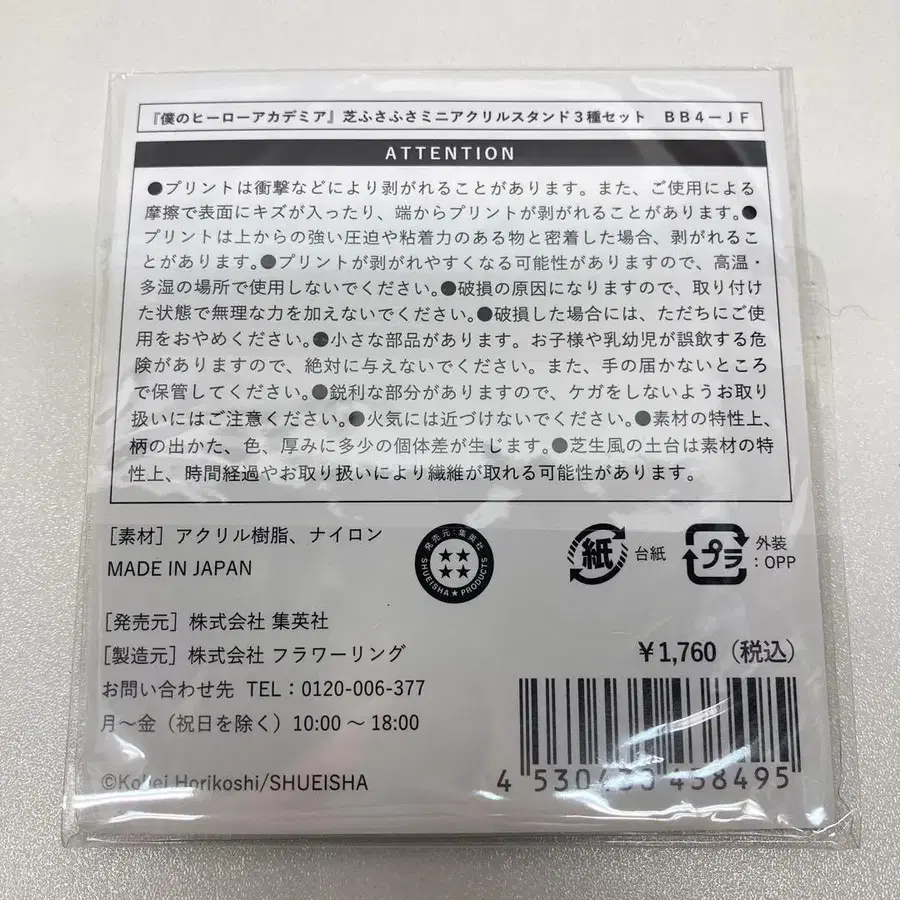 『僕のヒーローアカデミア』芝ふさふさミニアクリルスタンド3種セット　BB4ーJF
ATTENTION
●プリントは衝撃などにより剥がれることがあります。また、ご使用による
摩擦で表面にキズが入ったり、端からプリントが剥がれることがあります。●
プリントは上からの強い圧迫や粘着力のある物と密着した場合、剥がれるこ
とがあります。●プリントが剥がれやすくなる可能性がありますので、高温・
多湿の場所で使用しないでください。●破損の原因になりますので、取り付け
た状態で無理な力を加えないでください。●破損した場合には、ただちにご使
用をおやめください。●小さな部品があります。お子様や乳幼児が誤飲する危
険がありますので、絶対に与えないでください。また、手の届かないところ
で保管してください。●鋭利な部分がありますので、ケガをしないようお取り
扱いにはご注意ください。●火気には近づけないでください。●素材の特性上、
柄の出かた、色、厚みに多少の個体差が生じます。●芝生風の土台は素材の特
性上、時間経過やお取り扱いにより繊維が取れる可能性があります。
［素材］アクリル樹脂、ナイロン
MADE IN JAPAN
発売元:集英社
SHUEISHA★PRODUCTS
紙
台紙
プラ
外装
:OPP
［発売元］株式会社 集英社
［製造元］株式会社 フラワーリング
お問い合わせ先　TEL：0120-006-377
月〜金（祝日を除く）10:00 〜 18:00
¥1,760（税込）
©Kohei Horikoshi/SHUEISHA
4 530430 458495